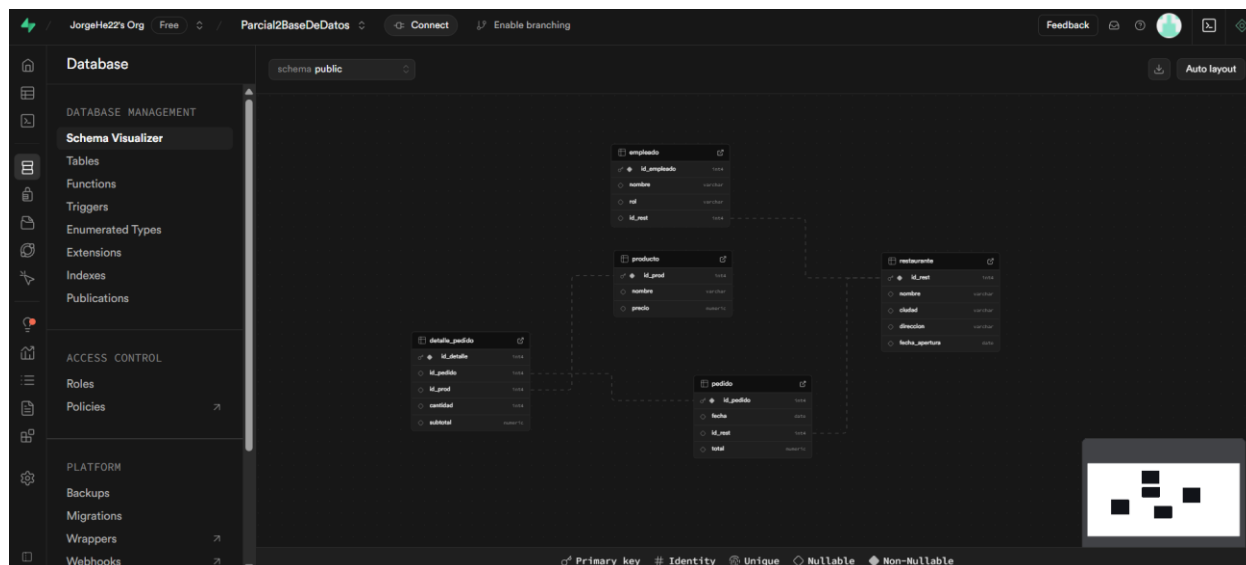 JorgeHe22's Org Free / Parcial2BaseDeDatos Connect Enable branching Feedback
Database
schema public
Auto layout
DATABASE MANAGEMENT
Schema Visualizer
Tables
Functions
Triggers
Enumerated Types
Extensions
Indexes
Publications
ACCESS CONTROL
Roles
Policies
PLATFORM
Backups
Migrations
Wrappers
Webhooks
empleado
id_empleado int4
nombre varchar
rol varchar
id_rest int4
producto
id_prod int4
nombre varchar
precio numeric
restaurante
id_rest int4
nombre varchar
ciudad varchar
direccion varchar
fecha_apertura date
detalle_pedido
id_detalle int4
id_pedido int4
id_prod int4
cantidad int4
subtotal numeric
pedido
id_pedido int4
fecha date
id_rest int4
total numeric
Primary key # Identity Unique Nullable Non-Nullable